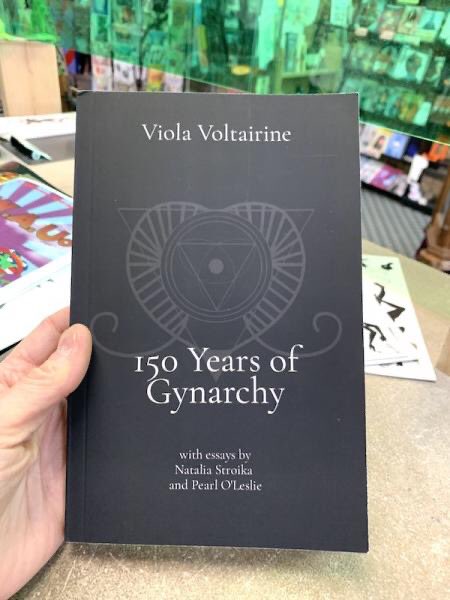 Viola Voltairine
150 Years of
Gynarchy
with essays by
Natalia Stroika
and Pearl O'Leslie